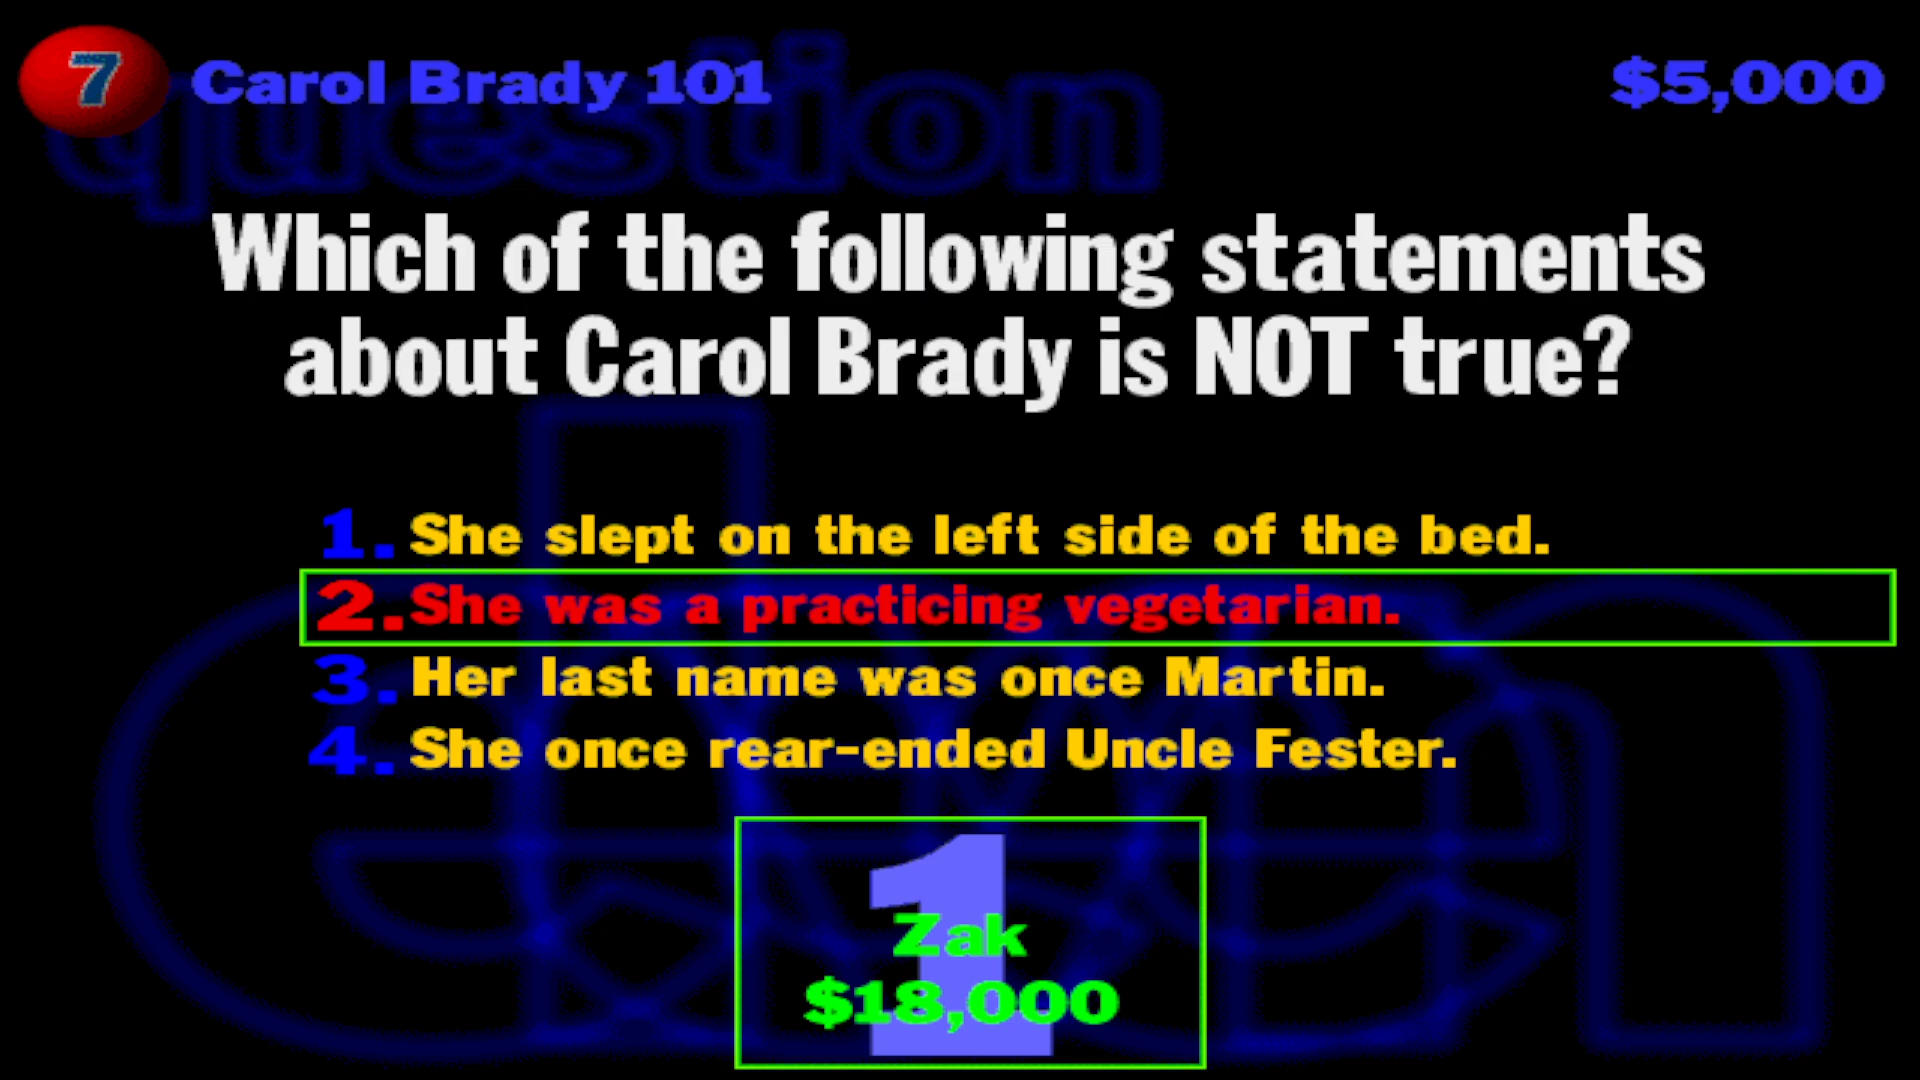 7 Carol Brady 101 $5,000
question
Which of the following statements
about Carol Brady is NOT true?
1. She slept on the left side of the bed.
2. She was a practicing vegetarian.
3. Her last name was once Martin.
4. She once rear-ended Uncle Fester.
1
Zak
$18,000